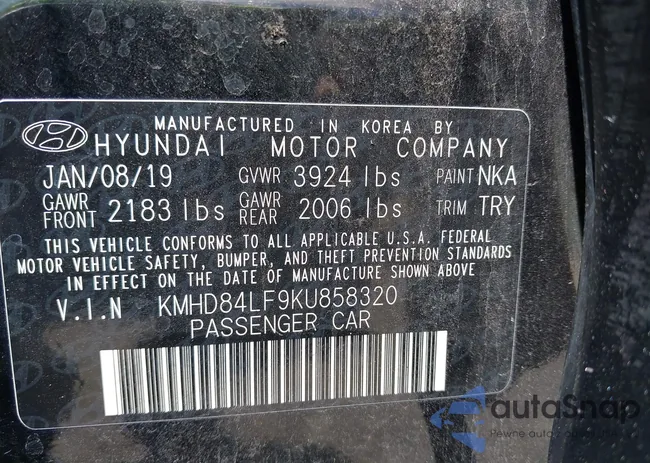 MANUFACTURED IN KOREA BY
HYUNDAI MOTOR COMPANY
JAN/08/19 GVWR 3924 lbs PAINT NKA
GAWR FRONT 2183 lbs GAWR REAR 2006 lbs TRIM TRY
THIS VEHICLE CONFORMS TO ALL APPLICABLE U.S.A. FEDERAL
MOTOR VEHICLE SAFETY, BUMPER, AND THEFT PREVENTION STANDARDS
IN EFFECT ON THE DATE OF MANUFACTURE SHOWN ABOVE.
V.I.N KMHD84LF9KU858320
PASSENGER CAR
autoSnap
Pewne auto z